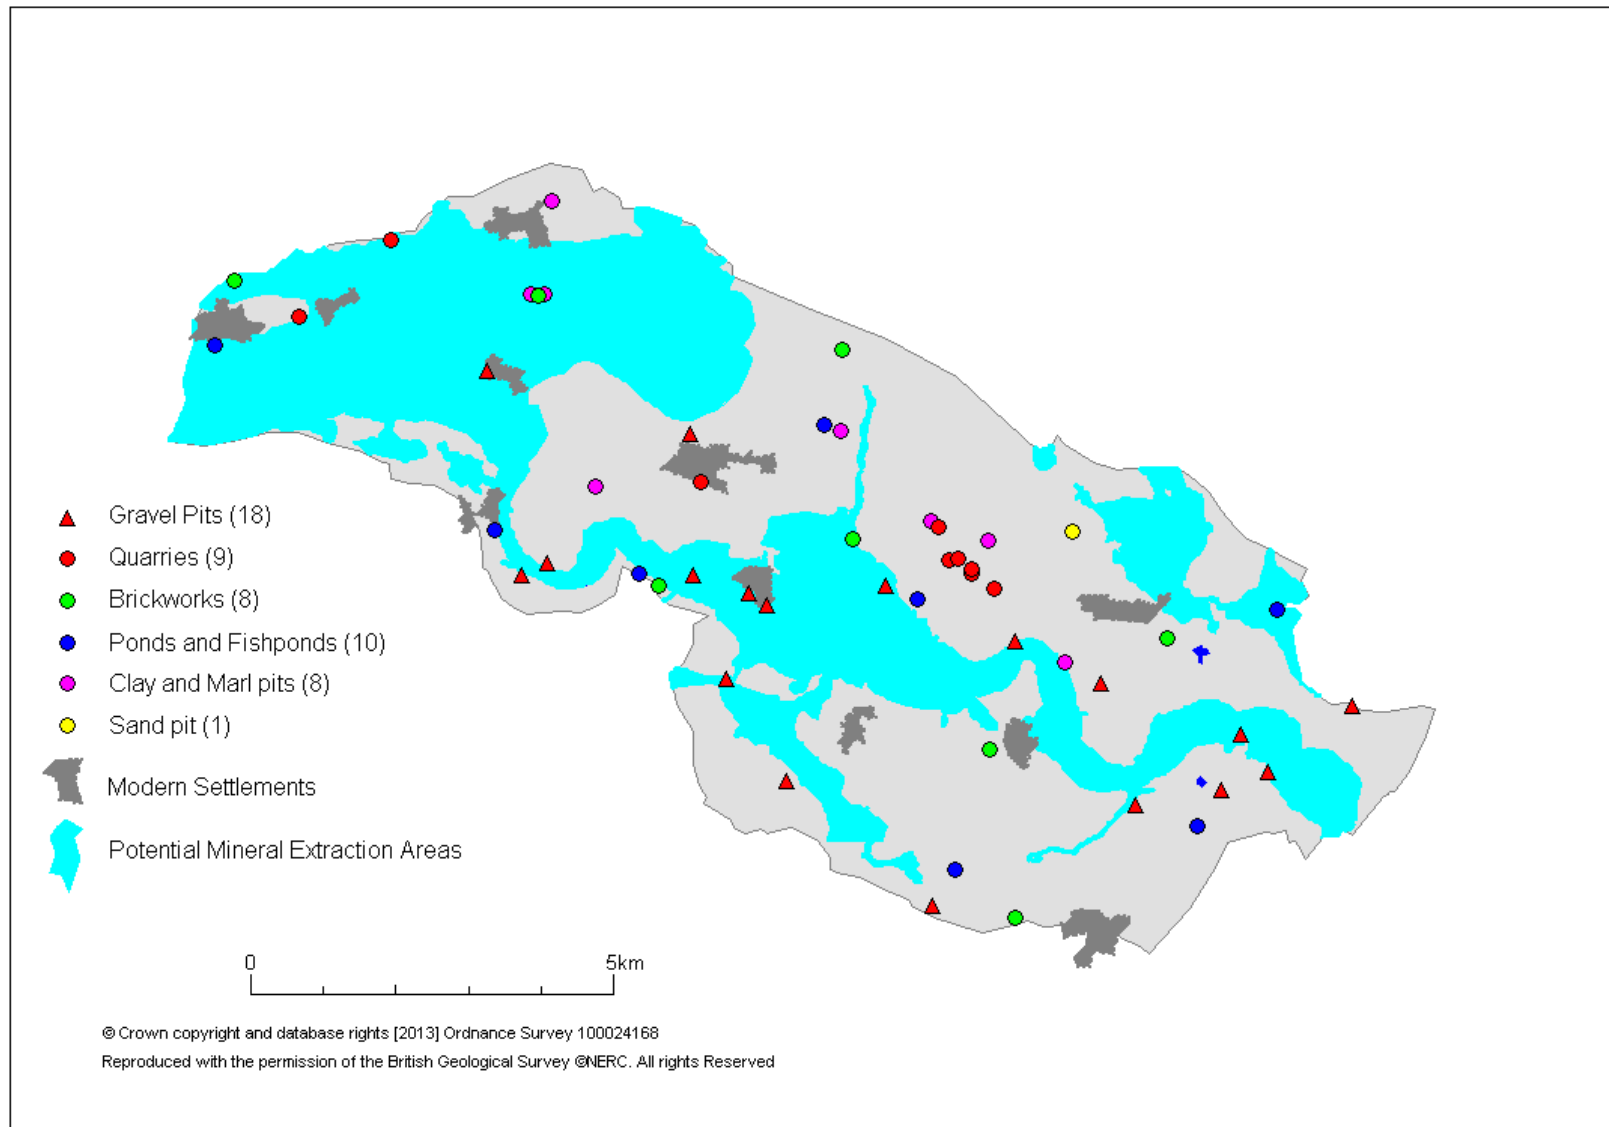 Gravel Pits (18)
Quarries (9)
Brickworks (8)
Ponds and Fishponds (10)
Clay and Marl pits (8)
Sand pit (1)
Modern Settlements
Potential Mineral Extraction Areas
0 5km
© Crown copyright and database rights [2013] Ordnance Survey 100024168
Reproduced with the permission of the British Geological Survey ©NERC. All rights Reserved